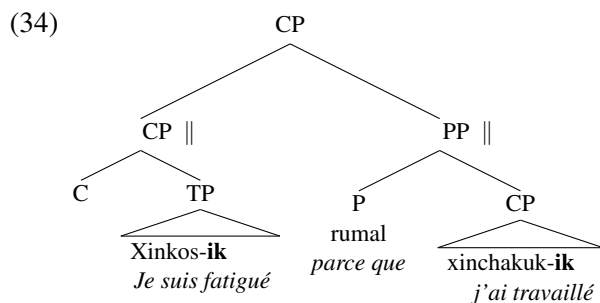 (34) CP
CP || PP ||
C TP P CP
Xinkos-ik rumal xinchakuk-ik
Je suis fatigué parce que j'ai travaillé